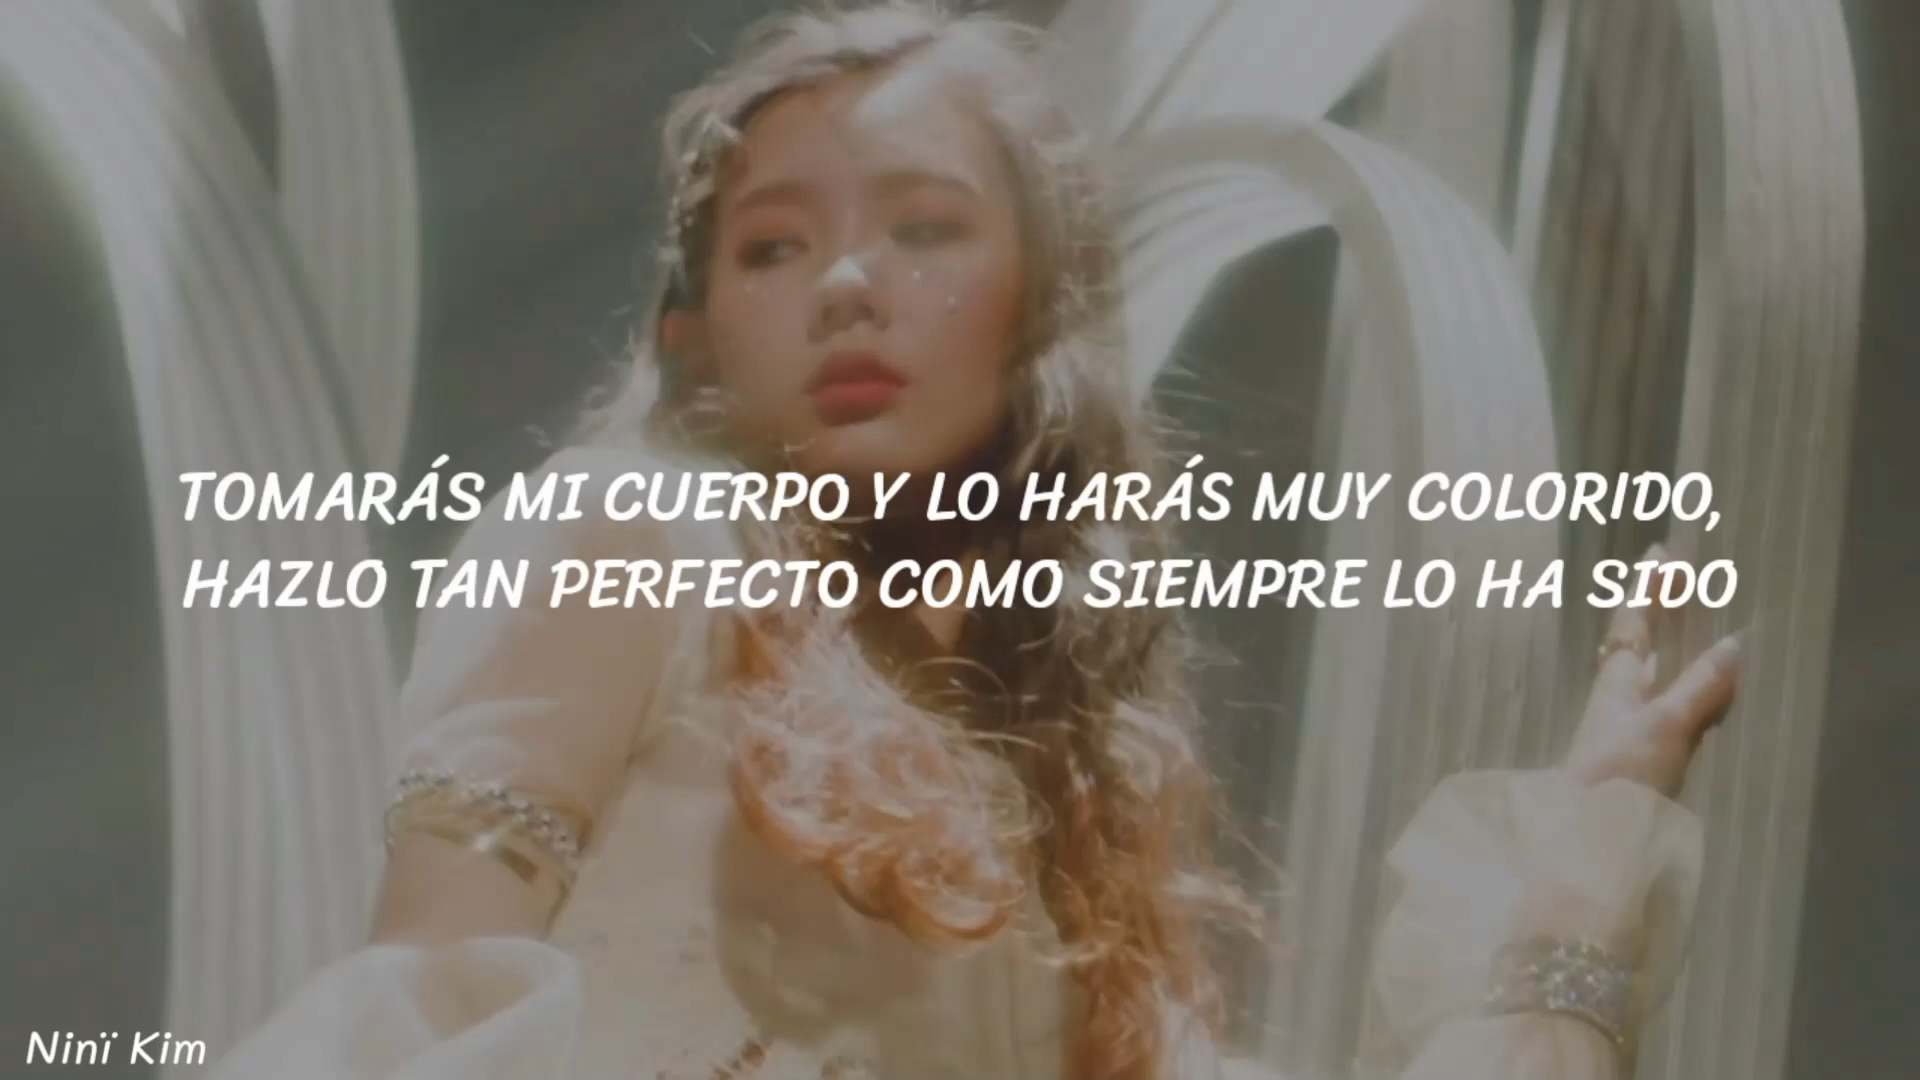 TOMARÁS MI CUERPO Y LO HARÁS MUY COLORIDO,
HAZLO TAN PERFECTO COMO SIEMPRE LO HA SIDO
Ninï Kim